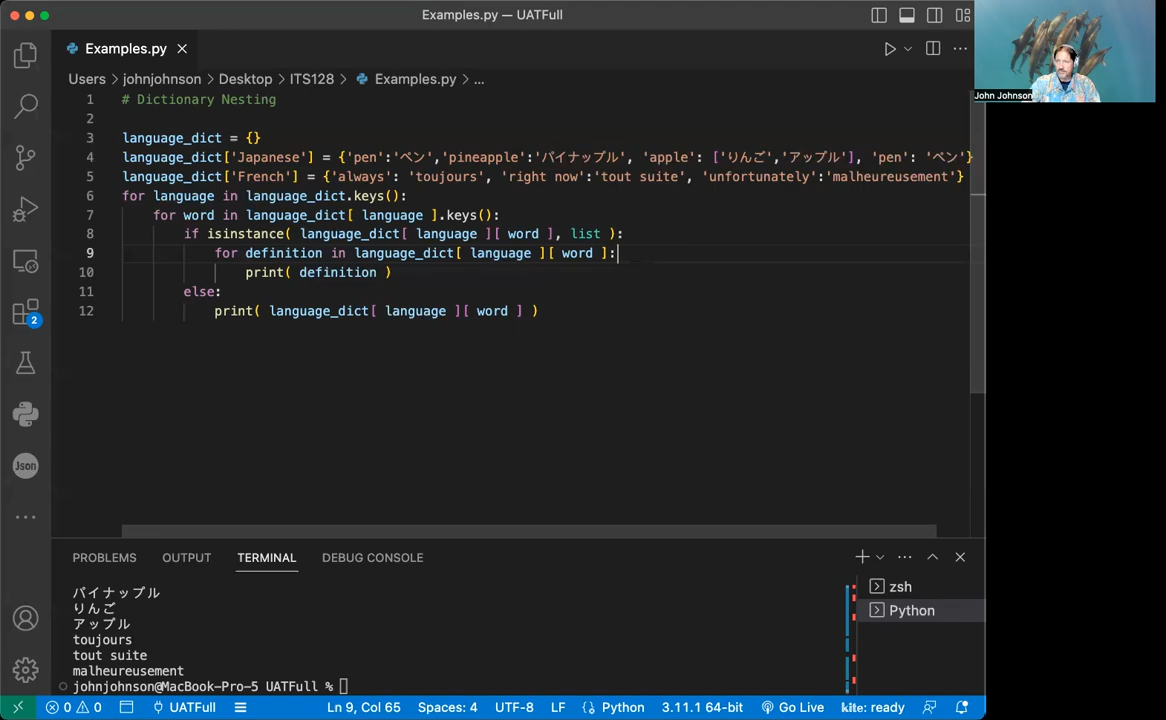 Examples.py — UATFull
Examples.py
Users > johnjohnson > Desktop > ITS128 > Examples.py > ...
John Johnson
1 # Dictionary Nesting
2
3 language_dict = {}
4 language_dict['Japanese'] = {'pen':'ペン','pineapple':'パイナップル', 'apple': ['りんご','アップル'], 'pen': 'ペン'}
5 language_dict['French'] = {'always': 'toujours', 'right now':'tout suite', 'unfortunately':'malheureusement'}
6 for language in language_dict.keys():
7 for word in language_dict[ language ].keys():
8 if isinstance( language_dict[ language ][ word ], list ):
9 for definition in language_dict[ language ][ word ]:
10 print( definition )
11 else:
12 print( language_dict[ language ][ word ] )
2
Json
PROBLEMS OUTPUT TERMINAL DEBUG CONSOLE
パイナップル
りんご
アップル
toujours
tout suite
malheureusement
johnjohnson@MacBook-Pro-5 UATFull %
zsh
Python
0 0 UATFull Ln 9, Col 65 Spaces: 4 UTF-8 LF Python 3.11.1 64-bit Go Live kite: ready